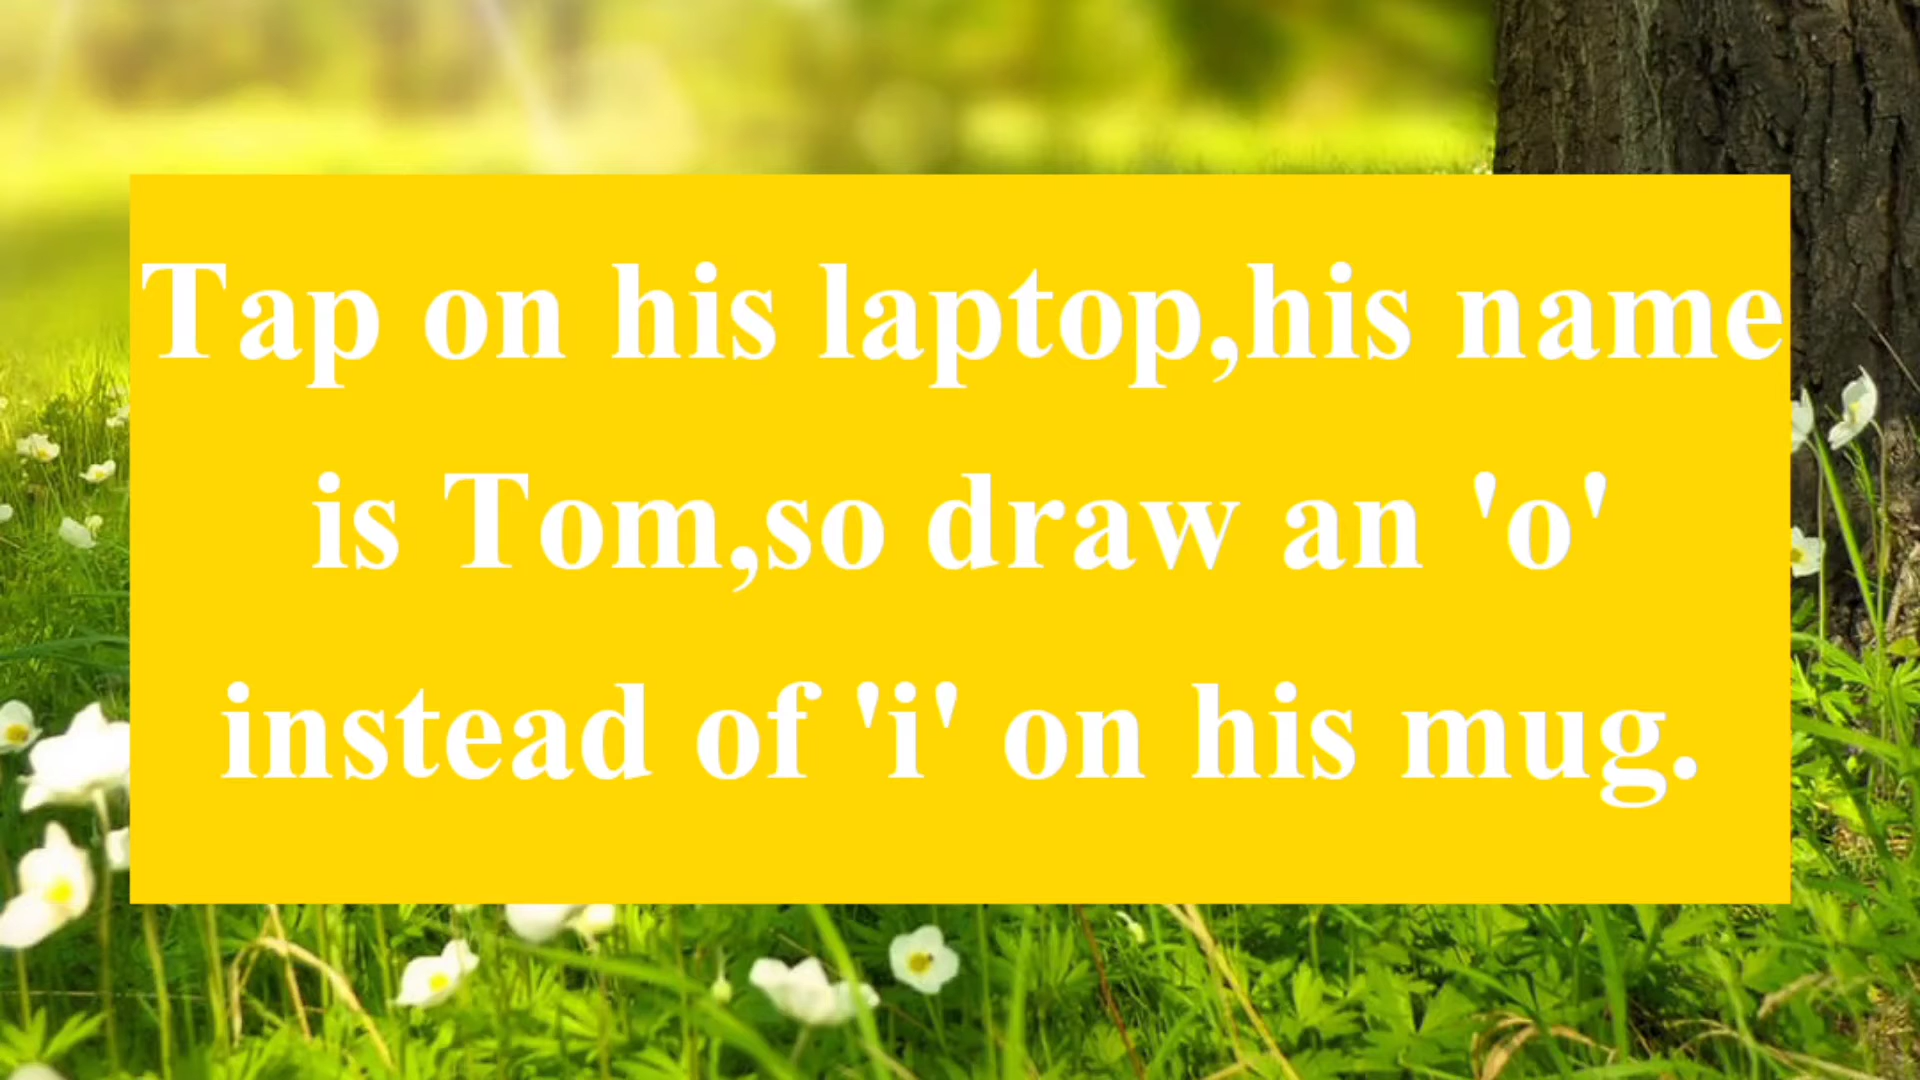 Tap on his laptop,his name
is Tom,so draw an 'o'
instead of 'i' on his mug.